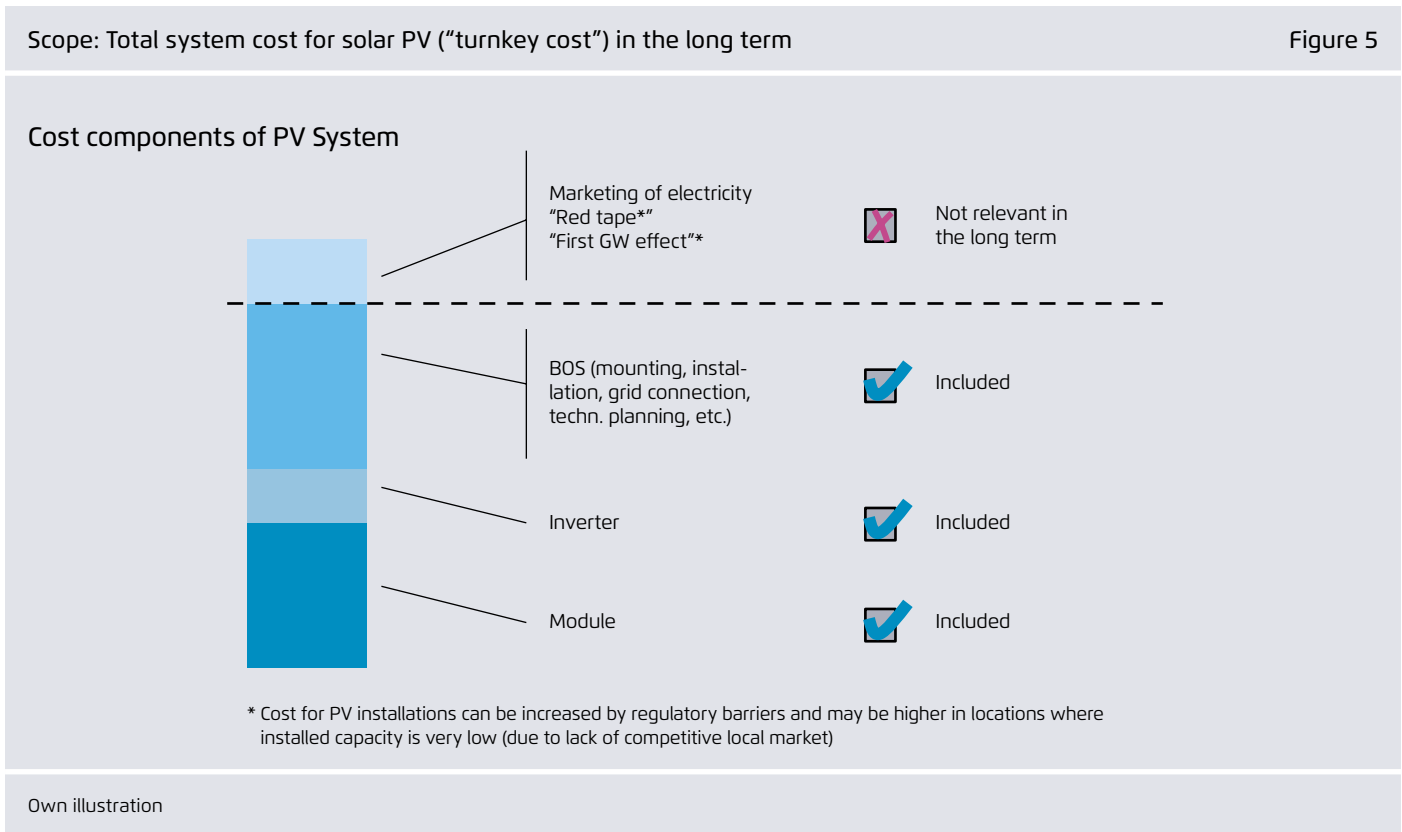 Scope: Total system cost for solar PV (“turnkey cost”) in the long term
Figure 5
Cost components of PV System
Marketing of electricity
“Red tape*”
“First GW effect”*
Not relevant in
the long term
BOS (mounting, instal-
lation, grid connection,
techn. planning, etc.)
Included
Inverter
Included
Module
Included
* Cost for PV installations can be increased by regulatory barriers and may be higher in locations where
installed capacity is very low (due to lack of competitive local market)
Own illustration